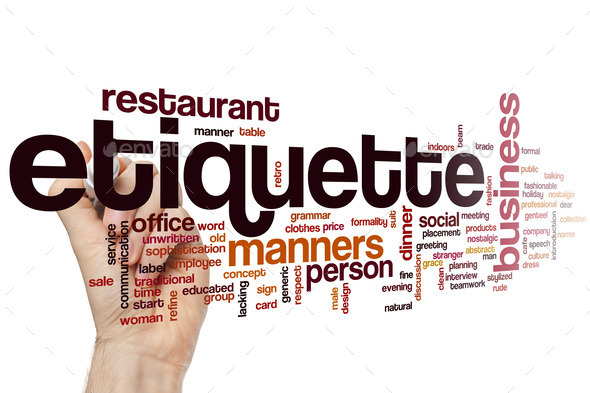 restaurant
etiquette
business
manner table
indoors
team
trade
formal
retro
fashion
public
talking
fashionable
holiday nostalgia
professional dear
genteel collection
company introduction
norms
cafe speech
culture
dress
office
word
unwritten old
sophistication
employee
service
communication
label
sale
traditional
time
start
refine
educated
group
woman
grammar
clothes price
formality
suit
manners
person
concept
lacking
sign
generic
respect
card
male
design
dinner
social
meeting
placement
products
greeting
nostalgic
stranger abstract
man
grace
fine
clean
planning
evening
discussion
interview
stylized
teamwork
rude
natural
envato
envato
envato